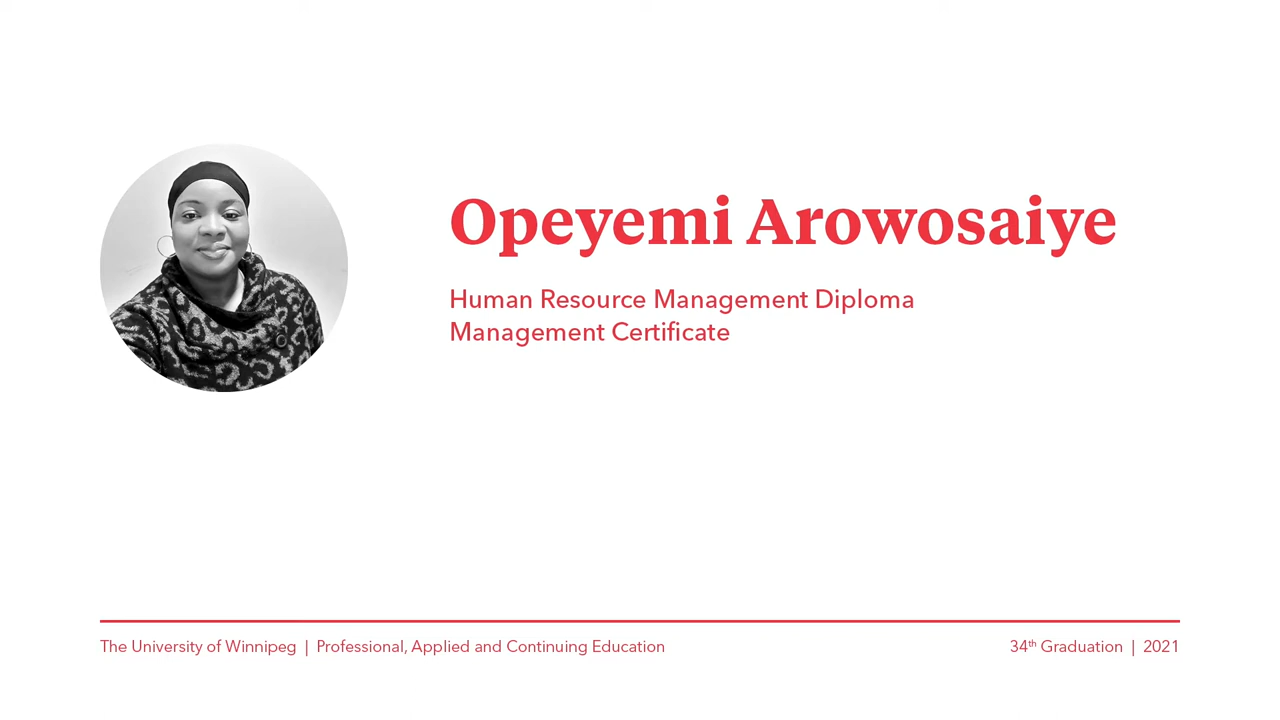 Opeyemi Arowosaiye
Human Resource Management Diploma
Management Certificate
The University of Winnipeg | Professional, Applied and Continuing Education
34th Graduation | 2021